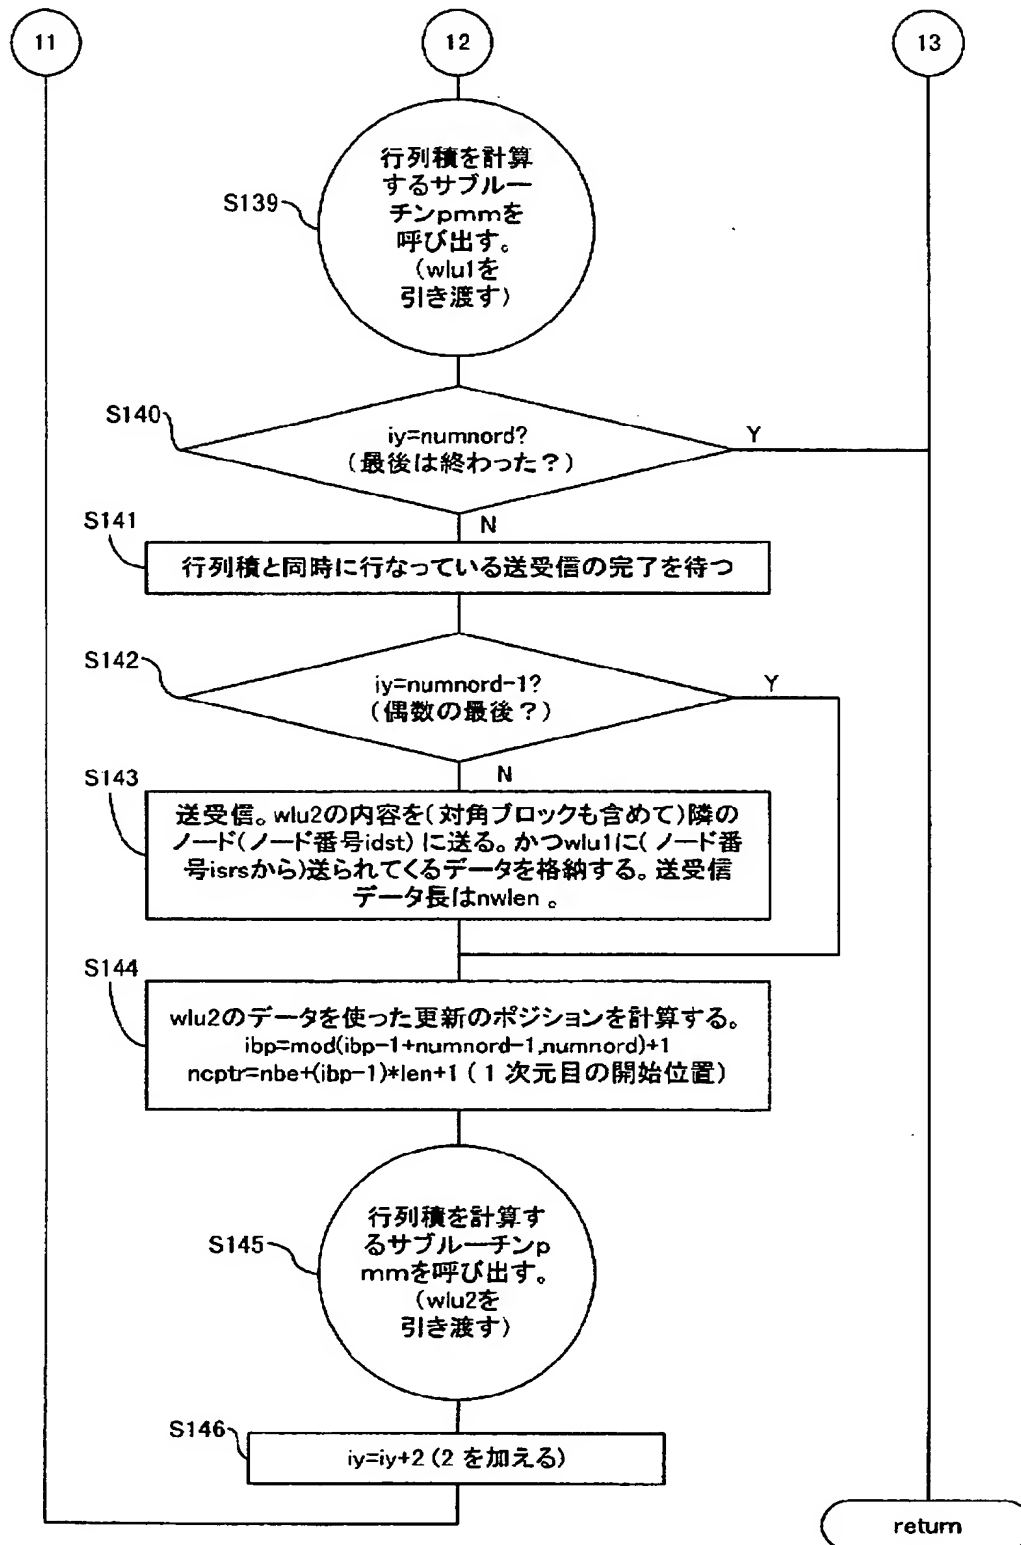 11
12
13
S139
行列積を計算
するサブルー
チンpmmを
呼び出す。
(wlu1を
引き渡す)
S140
iy=numnord?
(最後は終わった?)
Y
N
S141
行列積と同時に行なっている送受信の完了を待つ
S142
iy=numnord-1?
(偶数の最後?)
Y
N
S143
送受信。wlu2の内容を(対角ブロックも含めて)隣の
ノード(ノード番号idst)に送る。かつwlu1に(ノード番
号isrsから)送られてくるデータを格納する。送受信
データ長はnwlen。
S144
wlu2のデータを使った更新のポジションを計算する。
ibp=mod(ibp-1+numnord-1,numnord)+1
ncptr=nbe+(ibp-1)*len+1(1次元目の開始位置)
S145
行列積を計算す
るサブルーチンp
mmを呼び出す。
(wlu2を
引き渡す)
S146
iy=iy+2(2を加える)
return